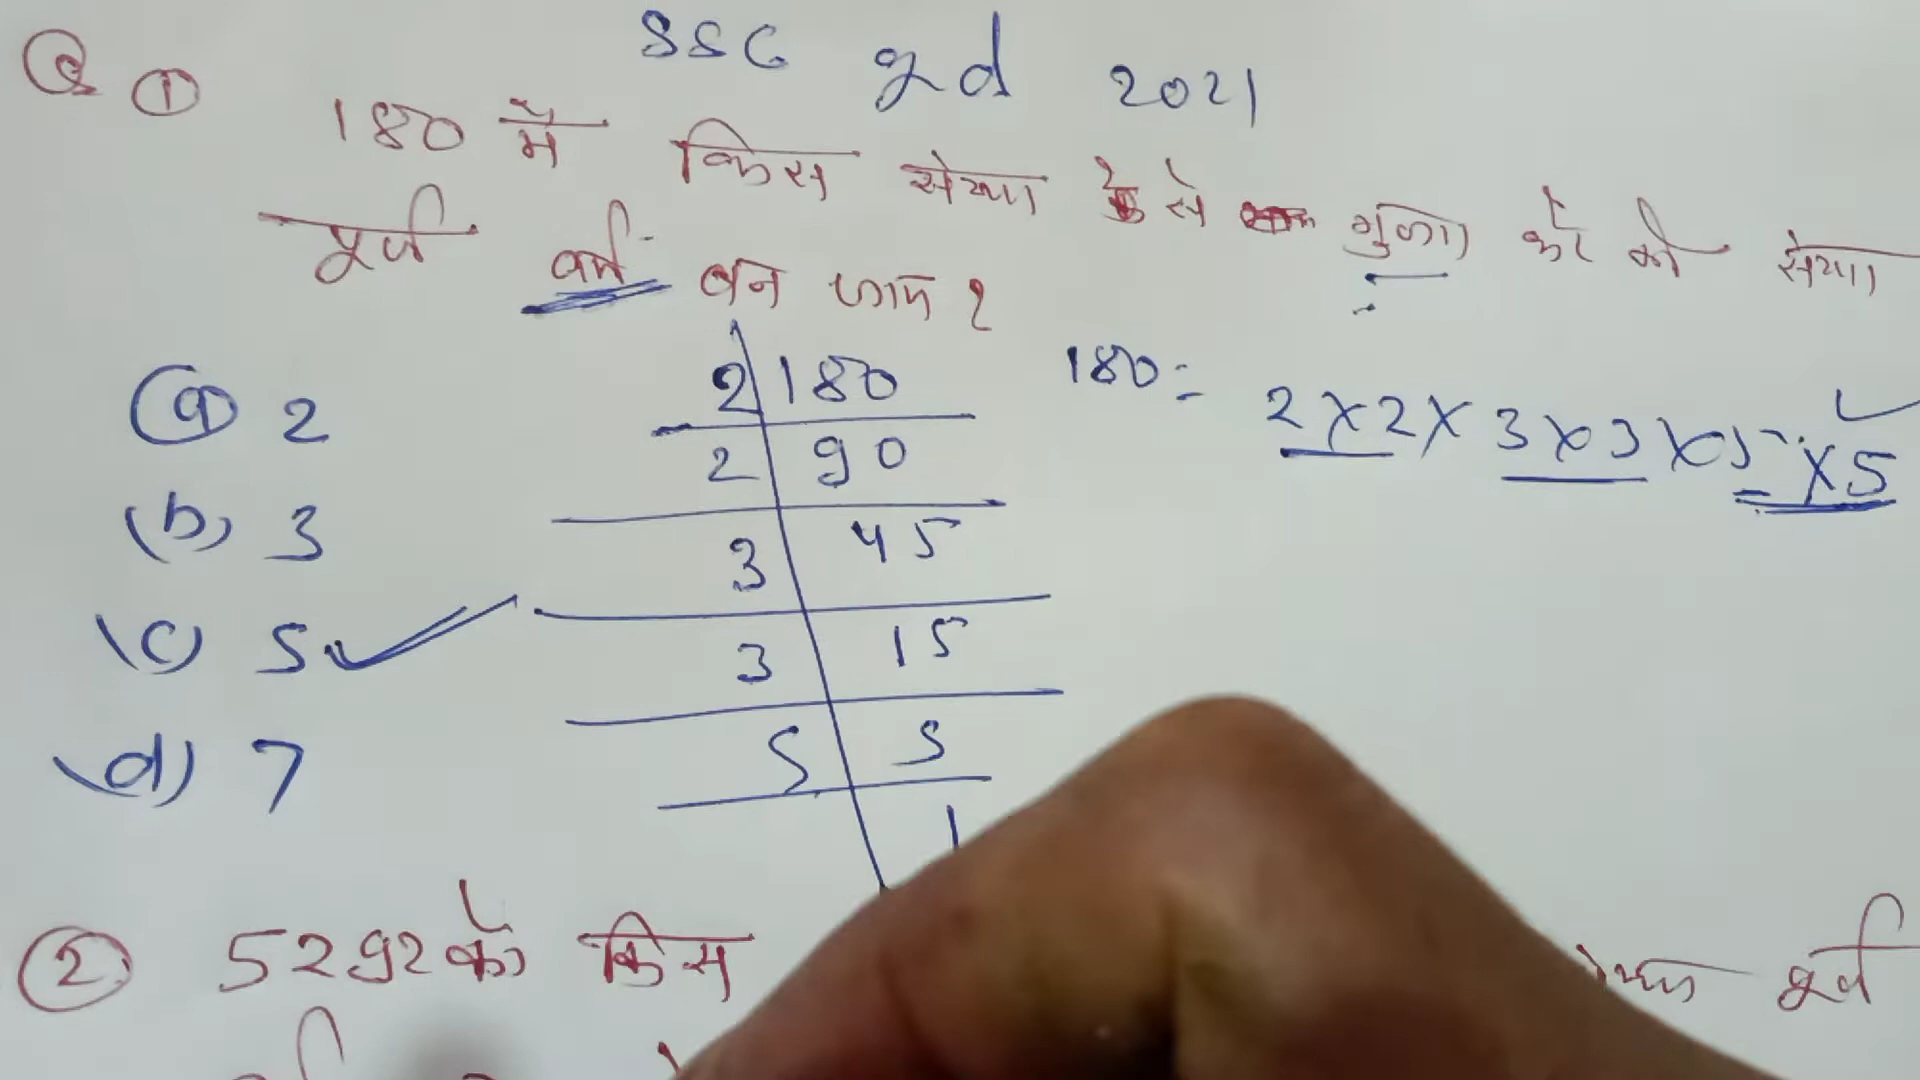 SSC gd 2021
Q ① 180 में किस संख्या से गुणा करें की संख्या
पूर्ण वर्ग बन जाए ?
(a) 2
(b) 3
(c) 5 ✓
(d) 7
2 | 180
2 | 90
3 | 45
3 | 15
5 | 5
1
180 = 2 × 2 × 3 × 3 × 5 × 5 ✓
② 5292 को किस पूर्ण